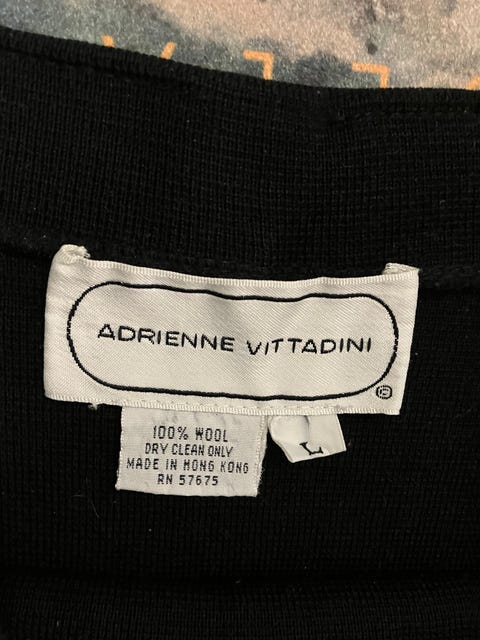 ADRIENNE VITTADINI
®
100% WOOL
DRY CLEAN ONLY
MADE IN HONG KONG
RN 57675
L